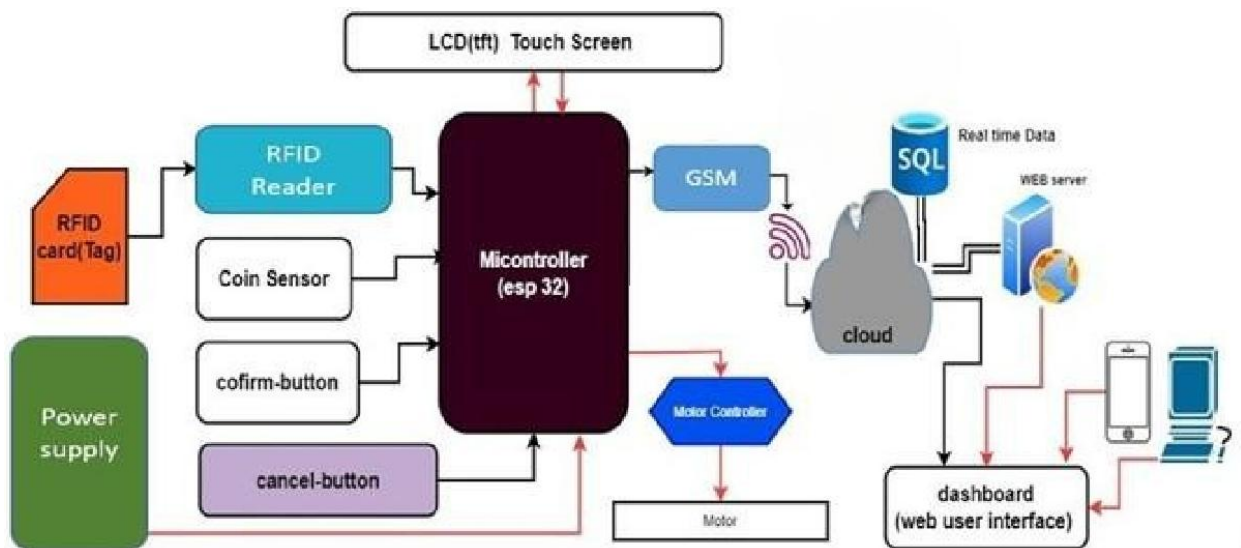 LCD(tft) Touch Screen
RFID
Reader
RFID
card(Tag)
Coin Sensor
cofirm-button
cancel-button
Power
supply
Micontroller
(esp 32)
GSM
SQL
Real time Data
WEB server
cloud
Motor Controller
Motor
?
dashboard
(web user interface)